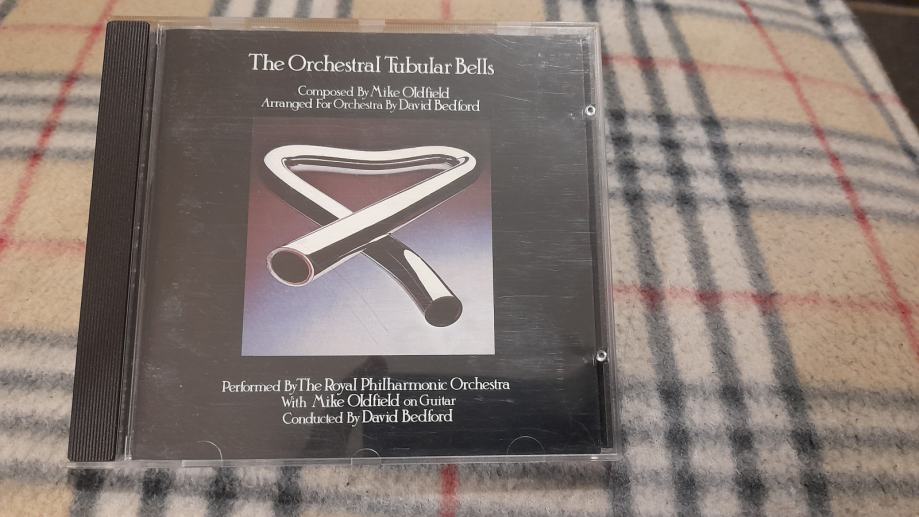 The Orchestral Tubular Bells
Composed By Mike Oldfield
Arranged For Orchestra By David Bedford
Performed By The Royal Philharmonic Orchestra
With Mike Oldfield on Guitar
Conducted By David Bedford